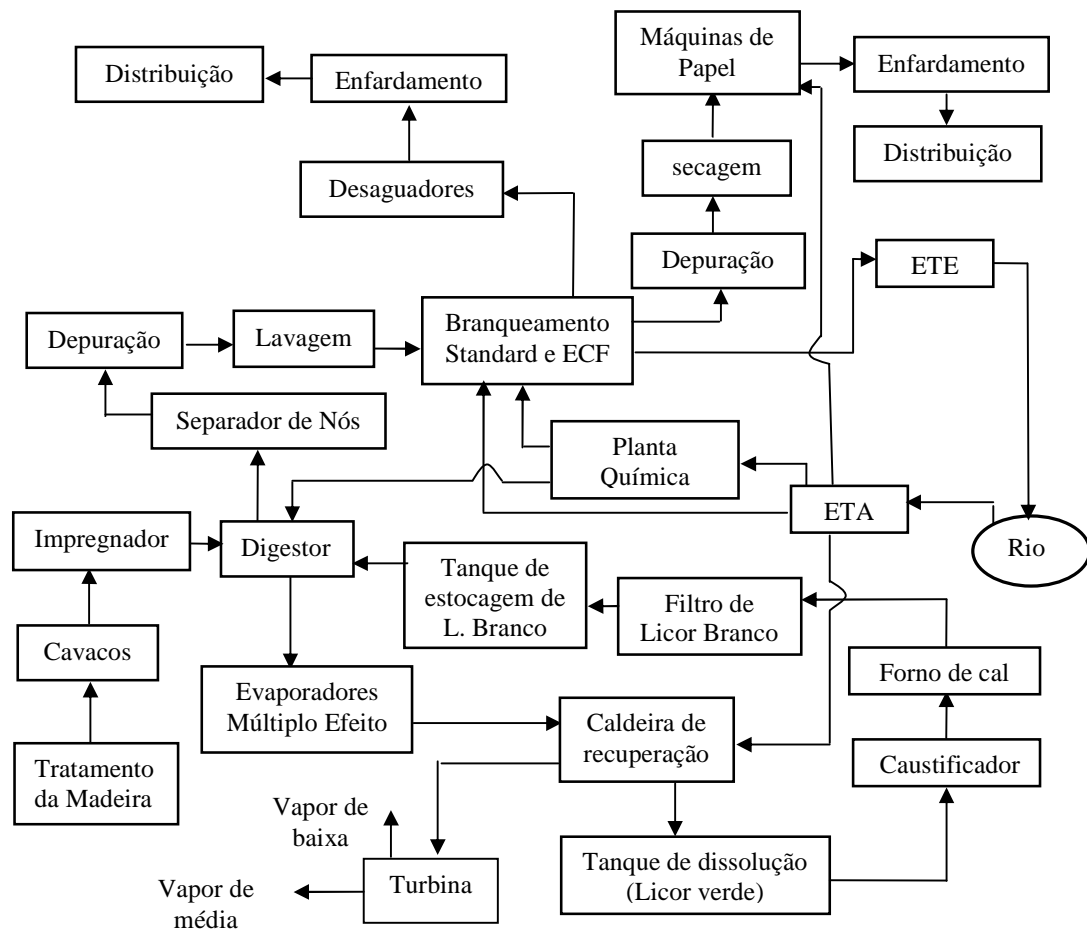 Máquinas de
Papel
Enfardamento
Distribuição
Distribuição
Enfardamento
Desaguadores
secagem
Depuração
ETE
Depuração
Lavagem
Branqueamento
Standard e ECF
Separador de Nós
Planta
Química
ETA
Rio
Impregnador
Digestor
Tanque de
estocagem de
L. Branco
Filtro de
Licor Branco
Cavacos
Forno de cal
Evaporadores
Múltiplo Efeito
Caldeira de
recuperação
Caustificador
Tratamento
da Madeira
Vapor de
baixa
Turbina
Vapor de
média
Tanque de dissolução
(Licor verde)